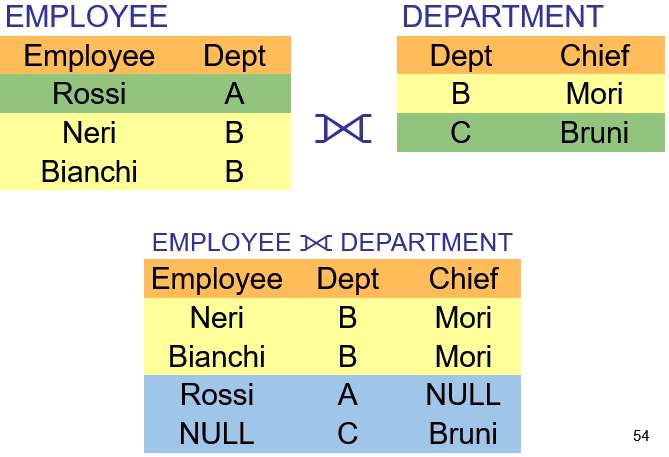 EMPLOYEE
Employee Dept
Rossi A
Neri B
Bianchi B
DEPARTMENT
Dept Chief
B Mori
C Bruni
EMPLOYEE ⟗ DEPARTMENT
Employee Dept Chief
Neri B Mori
Bianchi B Mori
Rossi A NULL
NULL C Bruni
54